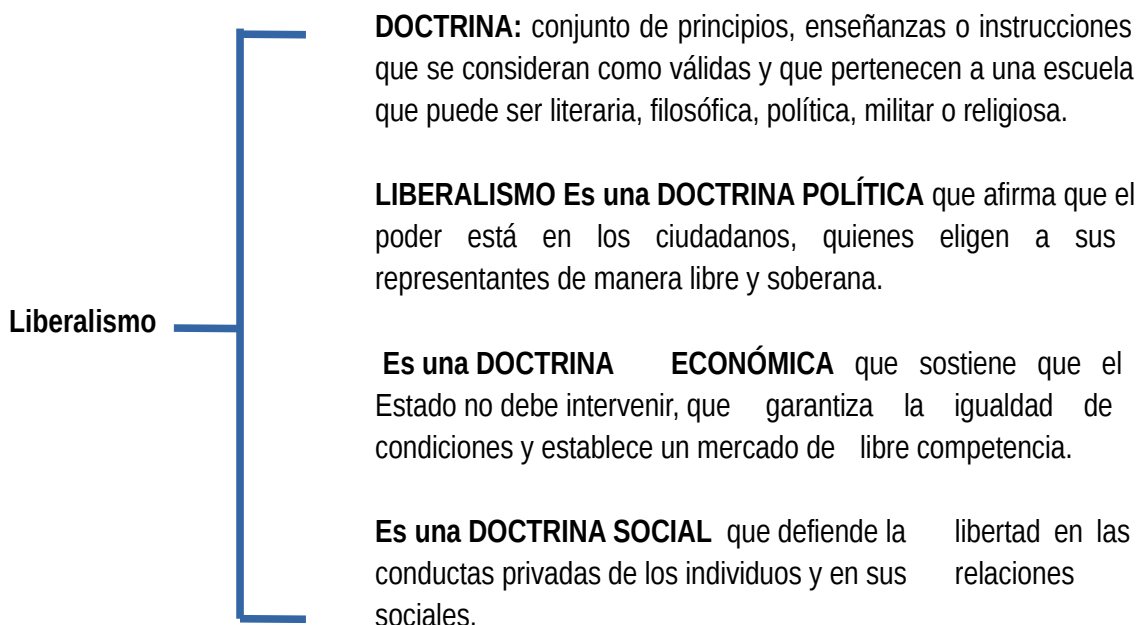 DOCTRINA: conjunto de principios, enseñanzas o instrucciones
que se consideran como válidas y que pertenecen a una escuela
que puede ser literaria, filosófica, política, militar o religiosa.
LIBERALISMO Es una DOCTRINA POLÍTICA que afirma que el
poder está en los ciudadanos, quienes eligen a sus
representantes de manera libre y soberana.
Liberalismo
Es una DOCTRINA ECONÓMICA que sostiene que el
Estado no debe intervenir, que garantiza la igualdad de
condiciones y establece un mercado de libre competencia.
Es una DOCTRINA SOCIAL que defiende la libertad en las
conductas privadas de los individuos y en sus relaciones
sociales.